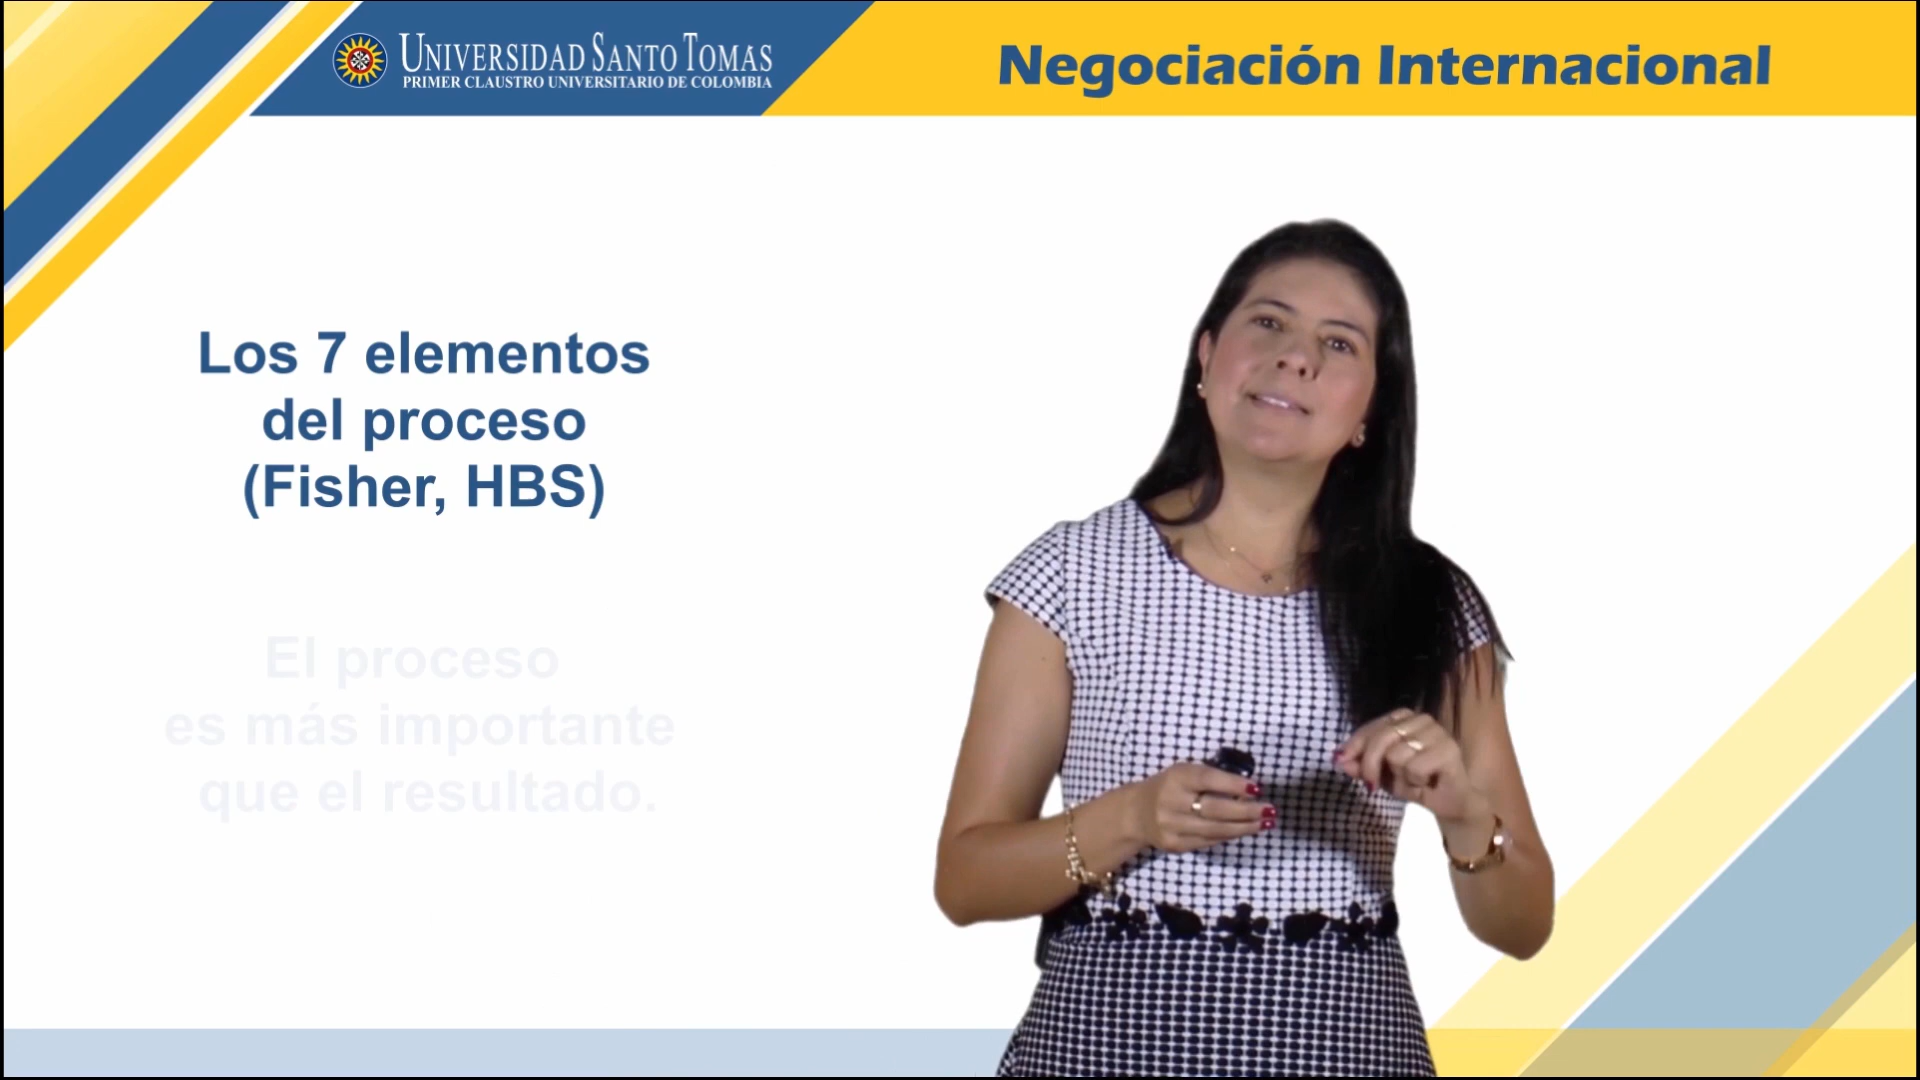 UNIVERSIDAD SANTO TOMAS
PRIMER CLAUSTRO UNIVERSITARIO DE COLOMBIA
Negociación Internacional
Los 7 elementos
del proceso
(Fisher, HBS)
El proceso
es más importante
que el resultado.